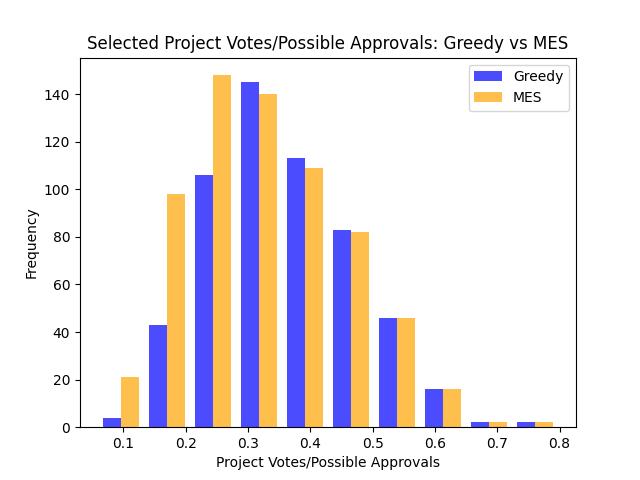 Selected Project Votes/Possible Approvals: Greedy vs MES
Greedy
MES
Frequency
140
120
100
80
60
40
20
0
0.1 0.2 0.3 0.4 0.5 0.6 0.7 0.8
Project Votes/Possible Approvals